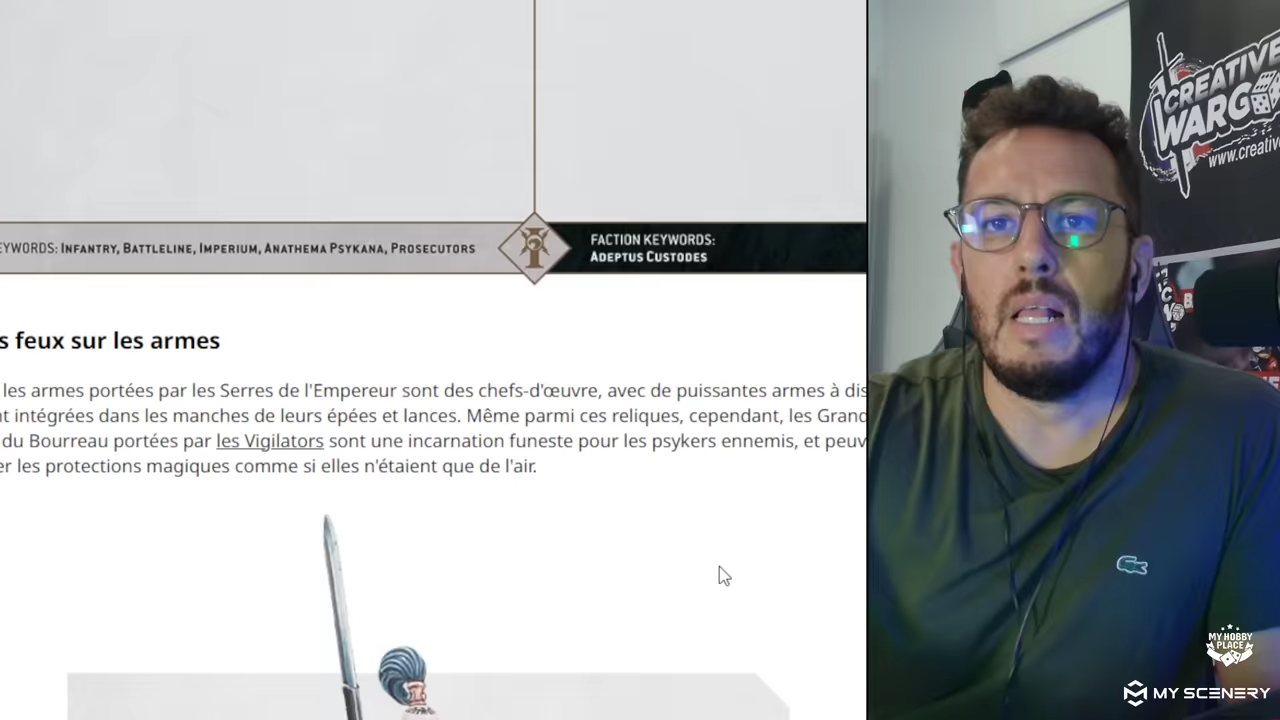 EYWORDS: INFANTRY, BATTLELINE, IMPERIUM, ANATHEMA PSYKANA, PROSECUTORS
FACTION KEYWORDS:
ADEPTUS CUSTODES
s feux sur les armes
les armes portées par les Serres de l'Empereur sont des chefs-d'œuvre, avec de puissantes armes à dis
nt intégrées dans les manches de leurs épées et lances. Même parmi ces reliques, cependant, les Grand
du Bourreau portées par les Vigilators sont une incarnation funeste pour les psykers ennemis, et peuv
er les protections magiques comme si elles n'étaient que de l'air.
CREATIVE
WARG
www.creativ
MY HOBBY
PLACE
MY SCENERY